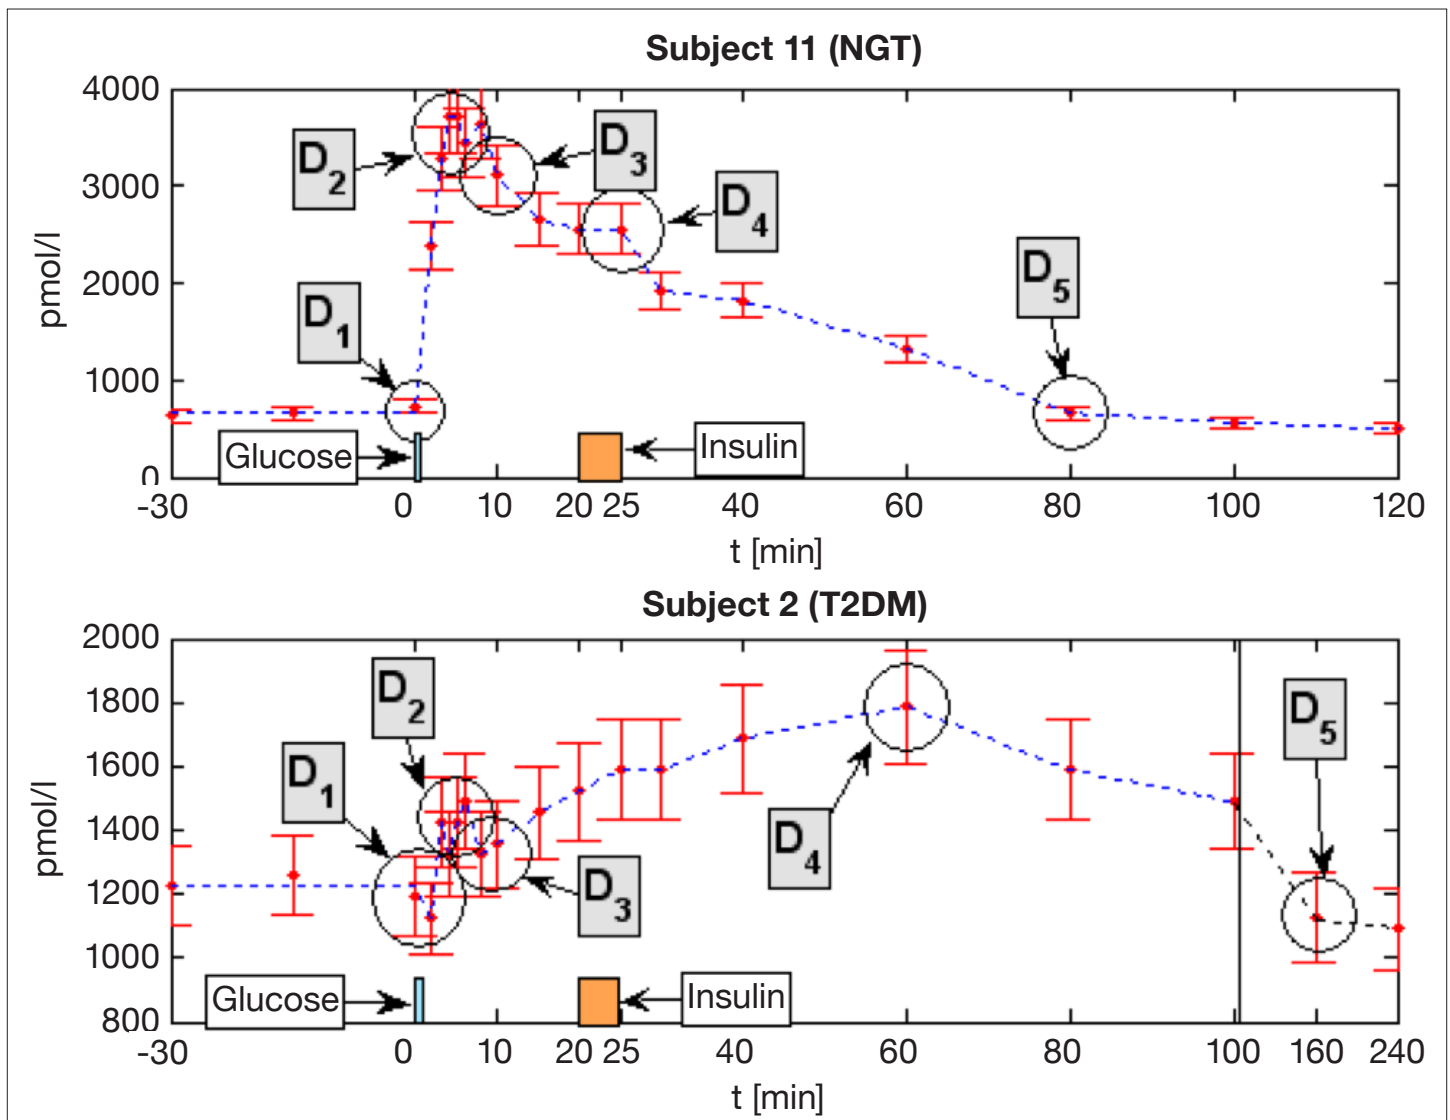 Subject 11 (NGT)
4000
3000
2000
1000
0
pmol/l
D2
D3
D4
D5
D1
Glucose
Insulin
-30 0 10 20 25 40 60 80 100 120
t [min]
Subject 2 (T2DM)
2000
1800
1600
1400
1200
1000
800
pmol/l
D2
D1
D5
D4
D3
Glucose
Insulin
-30 0 10 20 25 40 60 80 100 160 240
t [min]